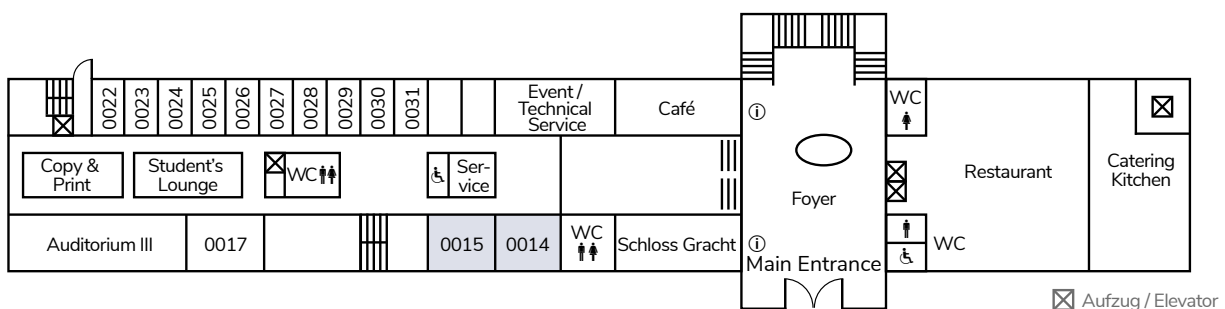 0022
0023
0024
0025
0026
0027
0028
0029
0030
0031
Event /
Technical
Service
Café
WC
Copy &
Print
Student's
Lounge
WC
Ser-
vice
Foyer
Restaurant
Catering
Kitchen
Auditorium III
0017
0015
0014
WC
Schloss Gracht
Main Entrance
WC
Aufzug / Elevator